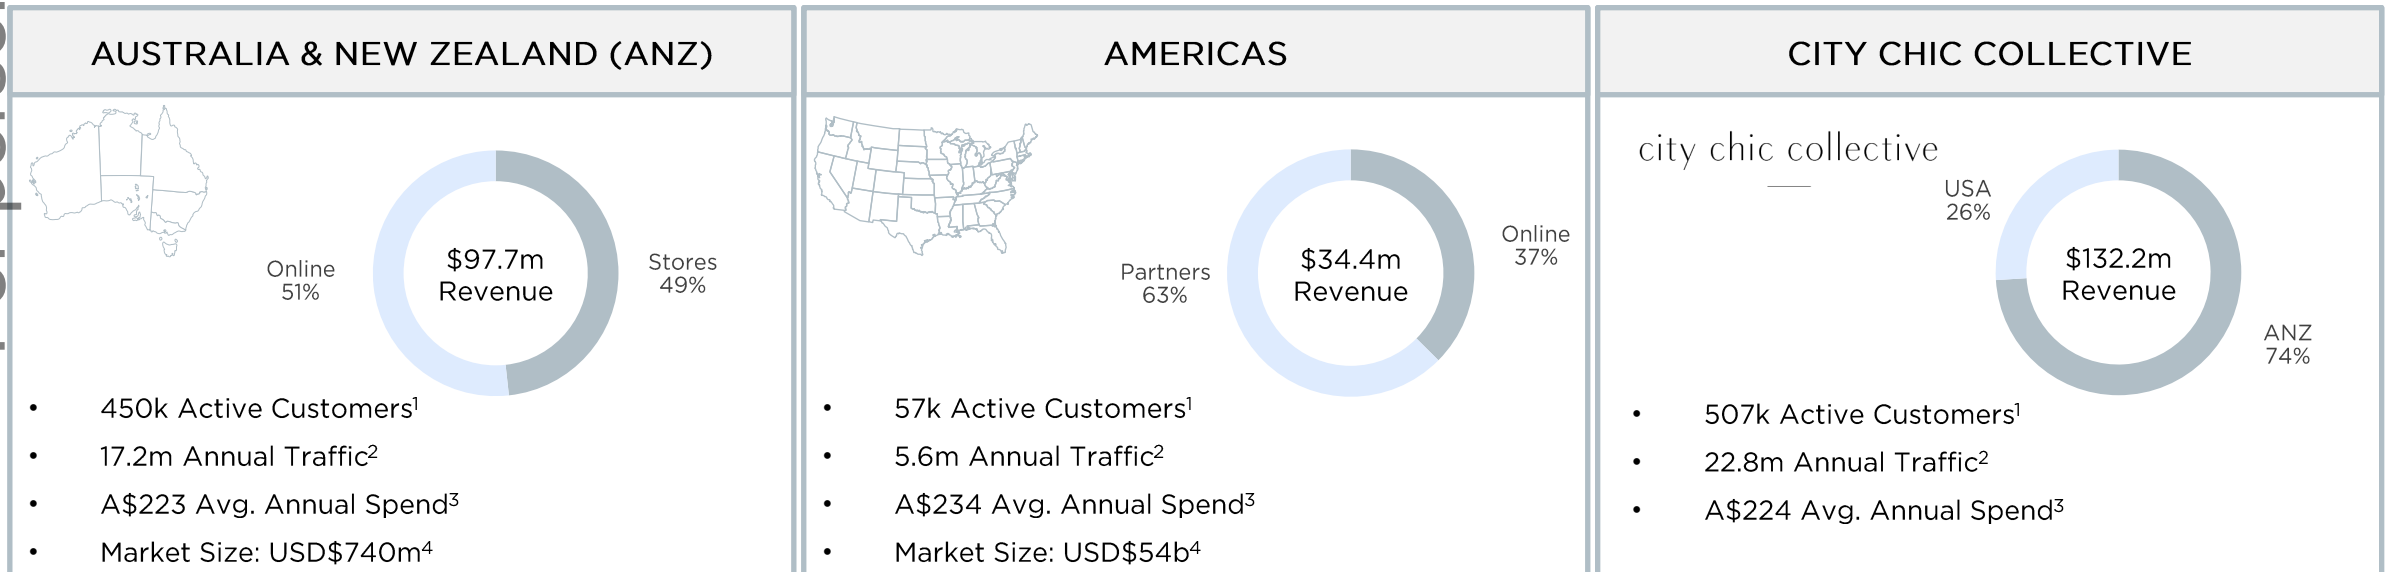 AUSTRALIA & NEW ZEALAND (ANZ)
Online
51%
$97.7m
Revenue
Stores
49%
• 450k Active Customers¹
• 17.2m Annual Traffic²
• A$223 Avg. Annual Spend³
• Market Size: USD$740m⁴
AMERICAS
Partners
63%
$34.4m
Revenue
Online
37%
• 57k Active Customers¹
• 5.6m Annual Traffic²
• A$234 Avg. Annual Spend³
• Market Size: USD$54b⁴
CITY CHIC COLLECTIVE
city chic collective
USA
26%
$132.2m
Revenue
ANZ
74%
• 507k Active Customers¹
• 22.8m Annual Traffic²
• A$224 Avg. Annual Spend³